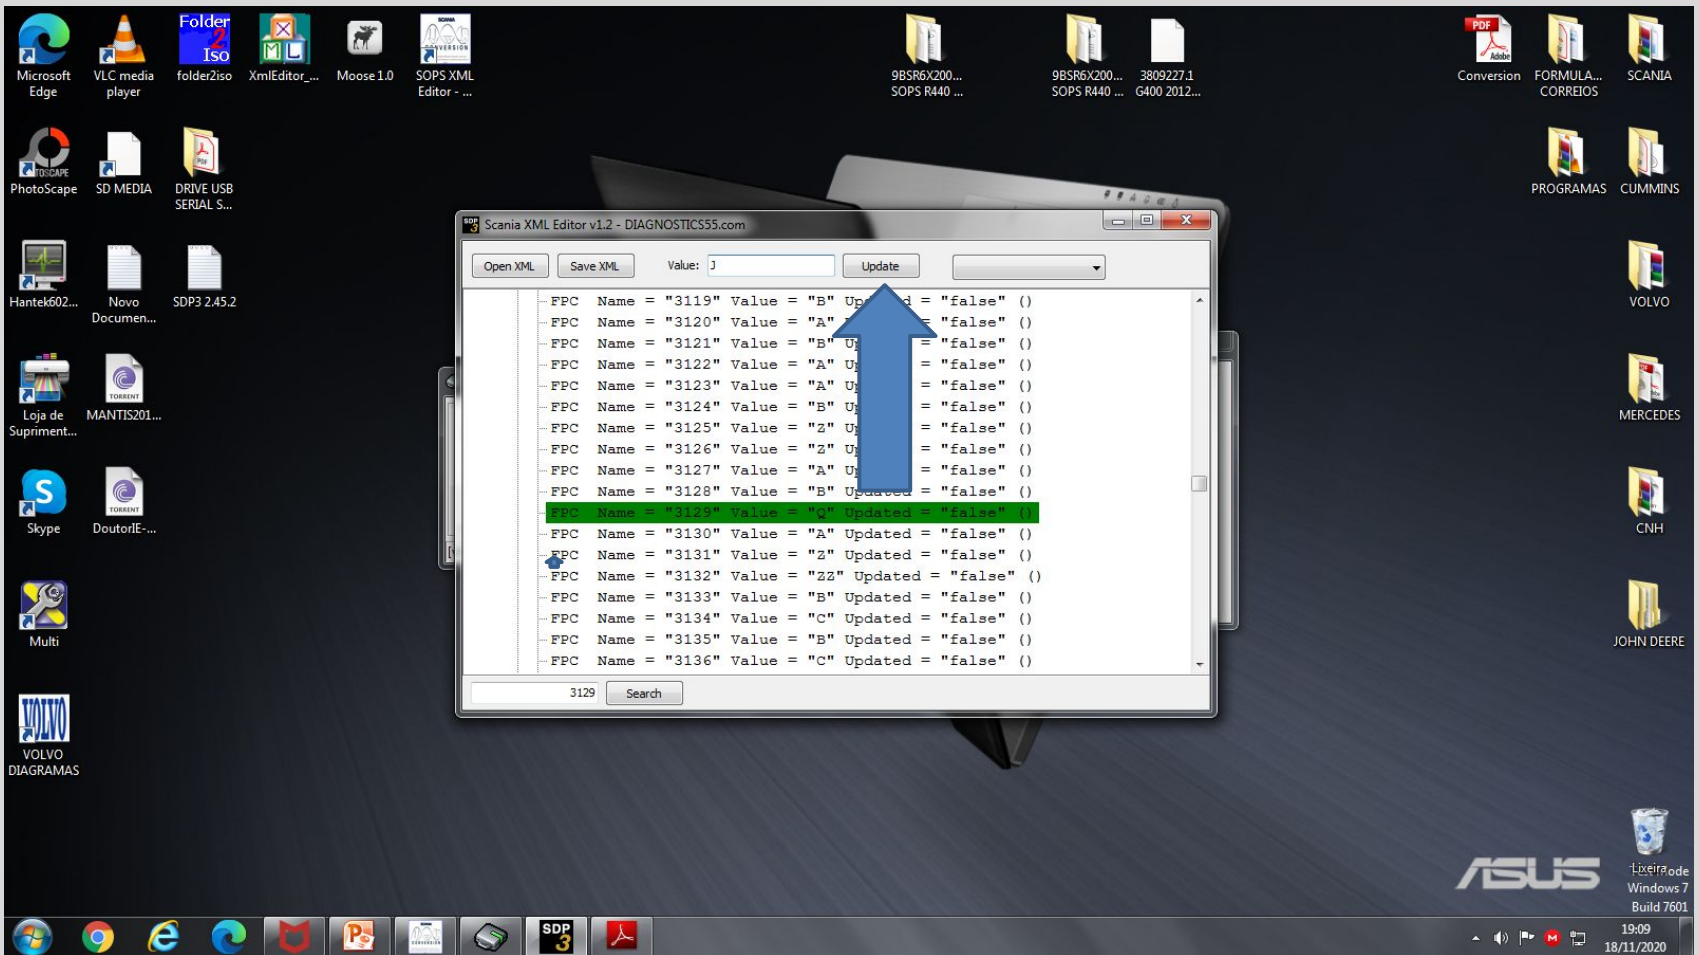 Folder
2
Iso
Microsoft
Edge
VLC media
player
folder2iso
XmlEditor_...
Moose1.0
SCANIA
CONVERSION
SOPS XML
Editor - ...
9BSR6X200...
SOPS R440 ...
9BSR6X200...
SOPS R440 ...
3809227.1
G400 2012...
PDF
Adobe
Conversion
FORMULA...
CORREIOS
SCANIA
PhotoScape
SD MEDIA
DRIVE USB
SERIAL S...
PROGRAMAS
CUMMINS
Hantek602...
Novo
Documen...
SDP3 2.45.2
VOLVO
Loja de
Supriment...
TORRENT
MANTIS201...
MERCEDES
Skype
TORRENT
DoutorIE-...
CNH
Multi
JOHN DEERE
VOLVO
VOLVO
DIAGRAMAS
Scania XML Editor v1.2 - DIAGNOSTICS55.com
Open XML
Save XML
Value: J
Update
FPC Name = "3119" Value = "B" Updated = "false" ()
FPC Name = "3120" Value = "A" = "false" ()
FPC Name = "3121" Value = "B" = "false" ()
FPC Name = "3122" Value = "A" = "false" ()
FPC Name = "3123" Value = "A" = "false" ()
FPC Name = "3124" Value = "B" = "false" ()
FPC Name = "3125" Value = "Z" = "false" ()
FPC Name = "3126" Value = "Z" = "false" ()
FPC Name = "3127" Value = "A" = "false" ()
FPC Name = "3128" Value = "B" Updated = "false" ()
FPC Name = "3129" Value = "Q" Updated = "false" ()
FPC Name = "3130" Value = "A" Updated = "false" ()
FPC Name = "3131" Value = "Z" Updated = "false" ()
FPC Name = "3132" Value = "ZZ" Updated = "false" ()
FPC Name = "3133" Value = "B" Updated = "false" ()
FPC Name = "3134" Value = "C" Updated = "false" ()
FPC Name = "3135" Value = "B" Updated = "false" ()
FPC Name = "3136" Value = "C" Updated = "false" ()
3129
Search
ASUS
Lixeira
Windows 7
Build 7601
SDP
3
19:09
18/11/2020